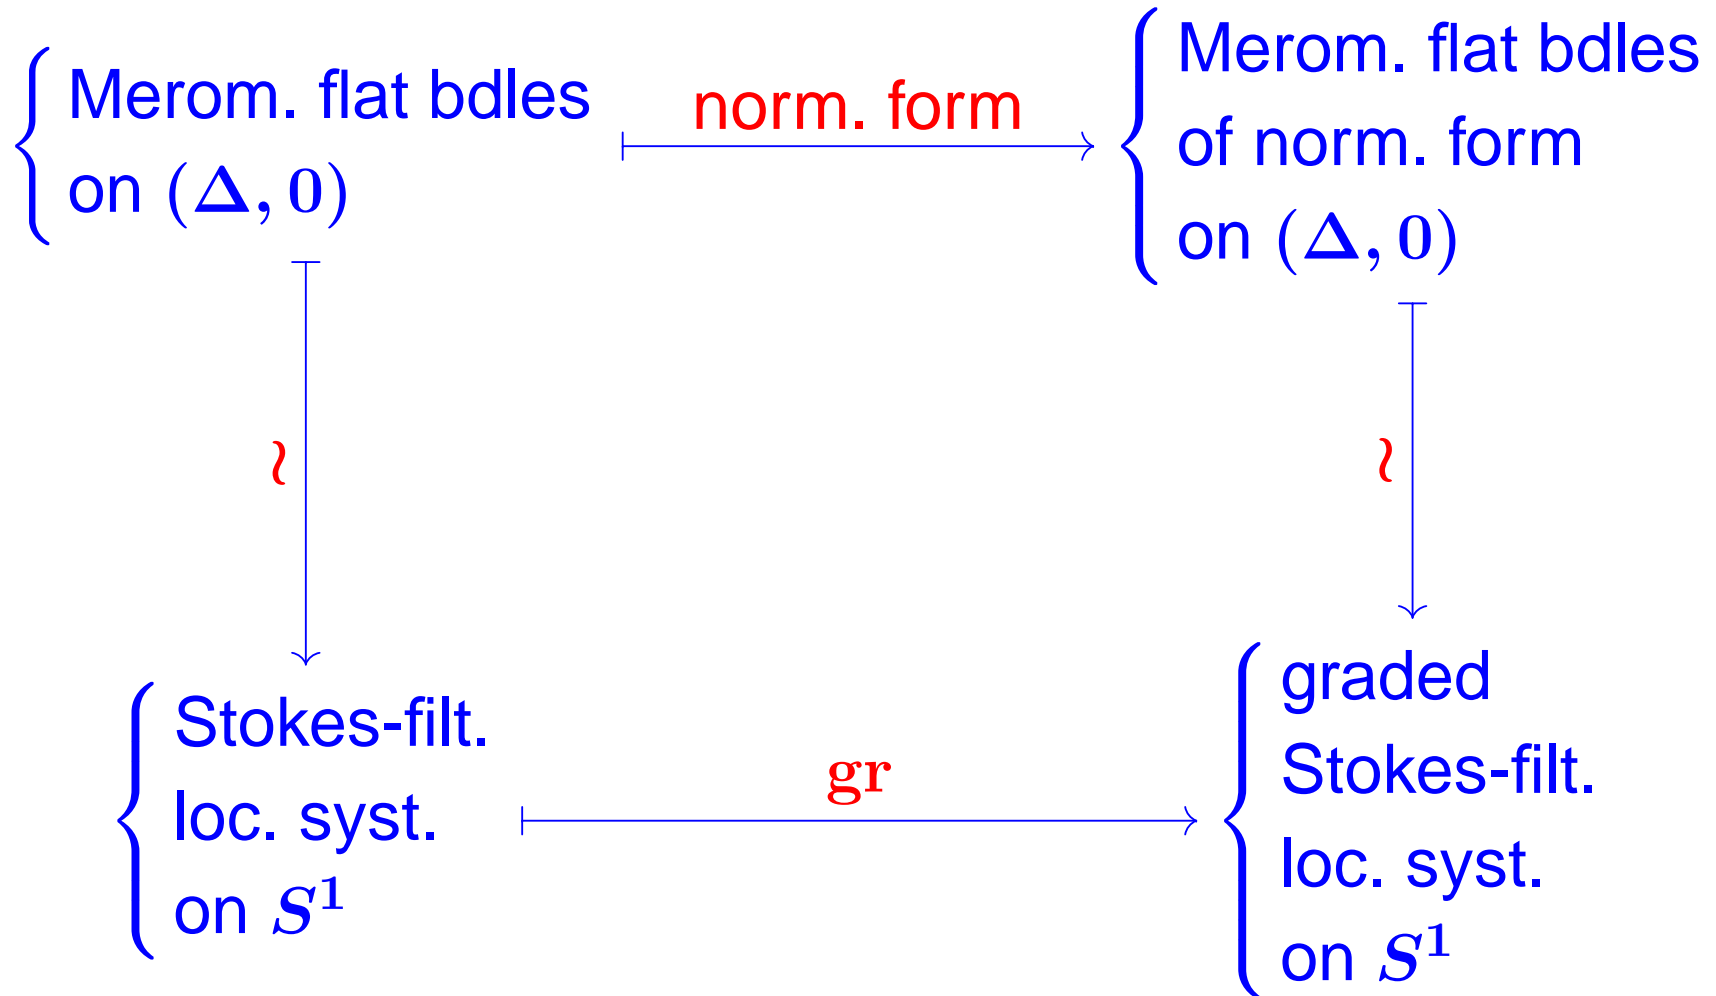 Merom. flat bdles
on (Δ, 0)
norm. form
Merom. flat bdles
of norm. form
on (Δ, 0)
~
~
Stokes-filt.
loc. syst.
on S¹
gr
graded
Stokes-filt.
loc. syst.
on S¹